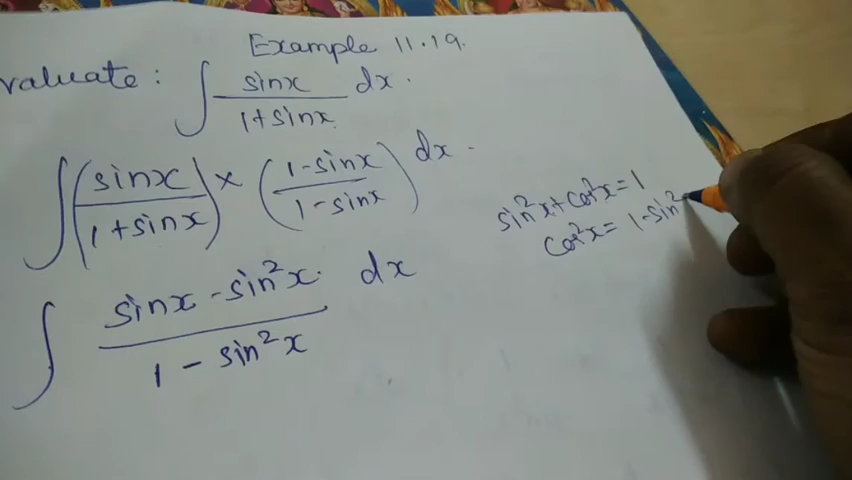 Example 11.19.
valuate : ∫ sinx / 1+sinx dx.
∫ (sinx / 1+sinx) × (1-sinx / 1-sinx) dx.
sin²x+cos²x=1
cos²x= 1-sin²
∫ sinx - sin²x / 1 - sin²x dx